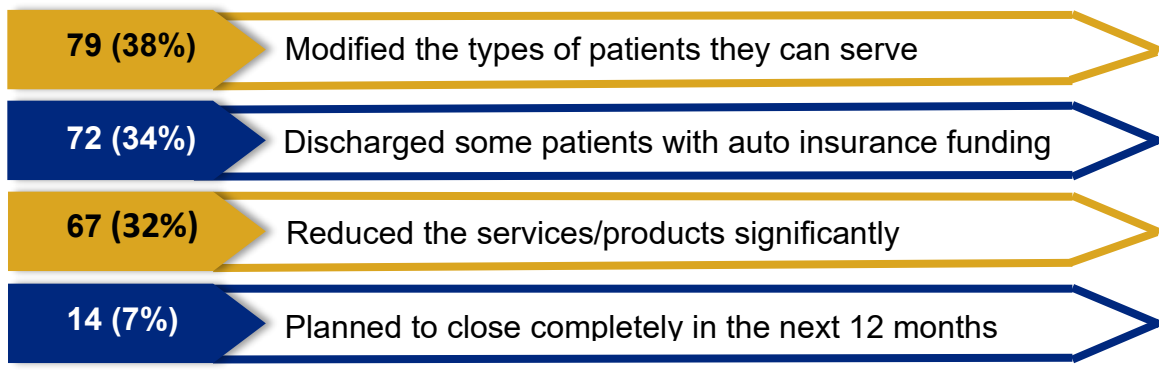 79 (38%) Modified the types of patients they can serve
72 (34%) Discharged some patients with auto insurance funding
67 (32%) Reduced the services/products significantly
14 (7%) Planned to close completely in the next 12 months